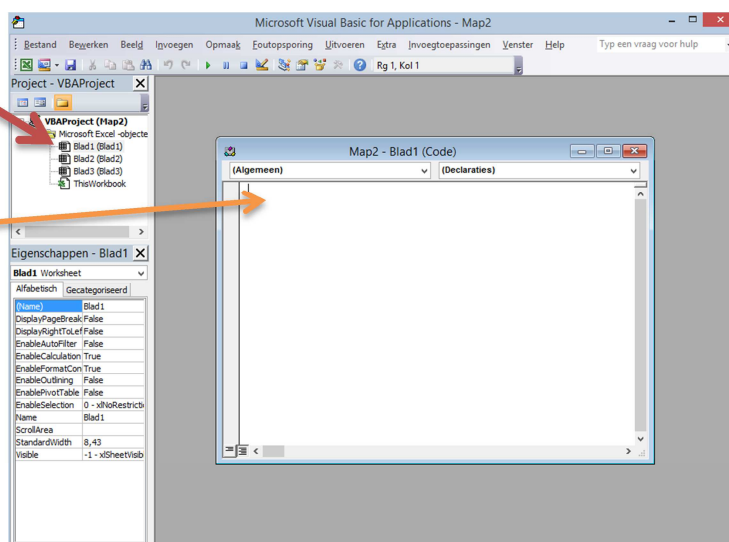 Microsoft Visual Basic for Applications - Map2
Bestand Bewerken Beeld Invoegen Opmaak Foutopsporing Uitvoeren Extra Invoegtoepassingen Venster Help Typ een vraag voor hulp
Rg 1, Kol 1
Project - VBAProject
VBAProject (Map2)
Microsoft Excel -objecte
Blad1 (Blad1)
Blad2 (Blad2)
Blad3 (Blad3)
ThisWorkbook
Map2 - Blad1 (Code)
(Algemeen) (Declaraties)
Eigenschappen - Blad1
Blad1 Worksheet
Alfabetisch Gecategoriseerd
(Name) Blad1
DisplayPageBreak False
DisplayRightToLef False
EnableAutoFilter False
EnableCalculation True
EnableFormatCon True
EnableOutlining False
EnablePivotTable False
EnableSelection 0 - xlNoRestricti
Name Blad1
ScrollArea
StandardWidth 8,43
Visible -1 - xlSheetVisib